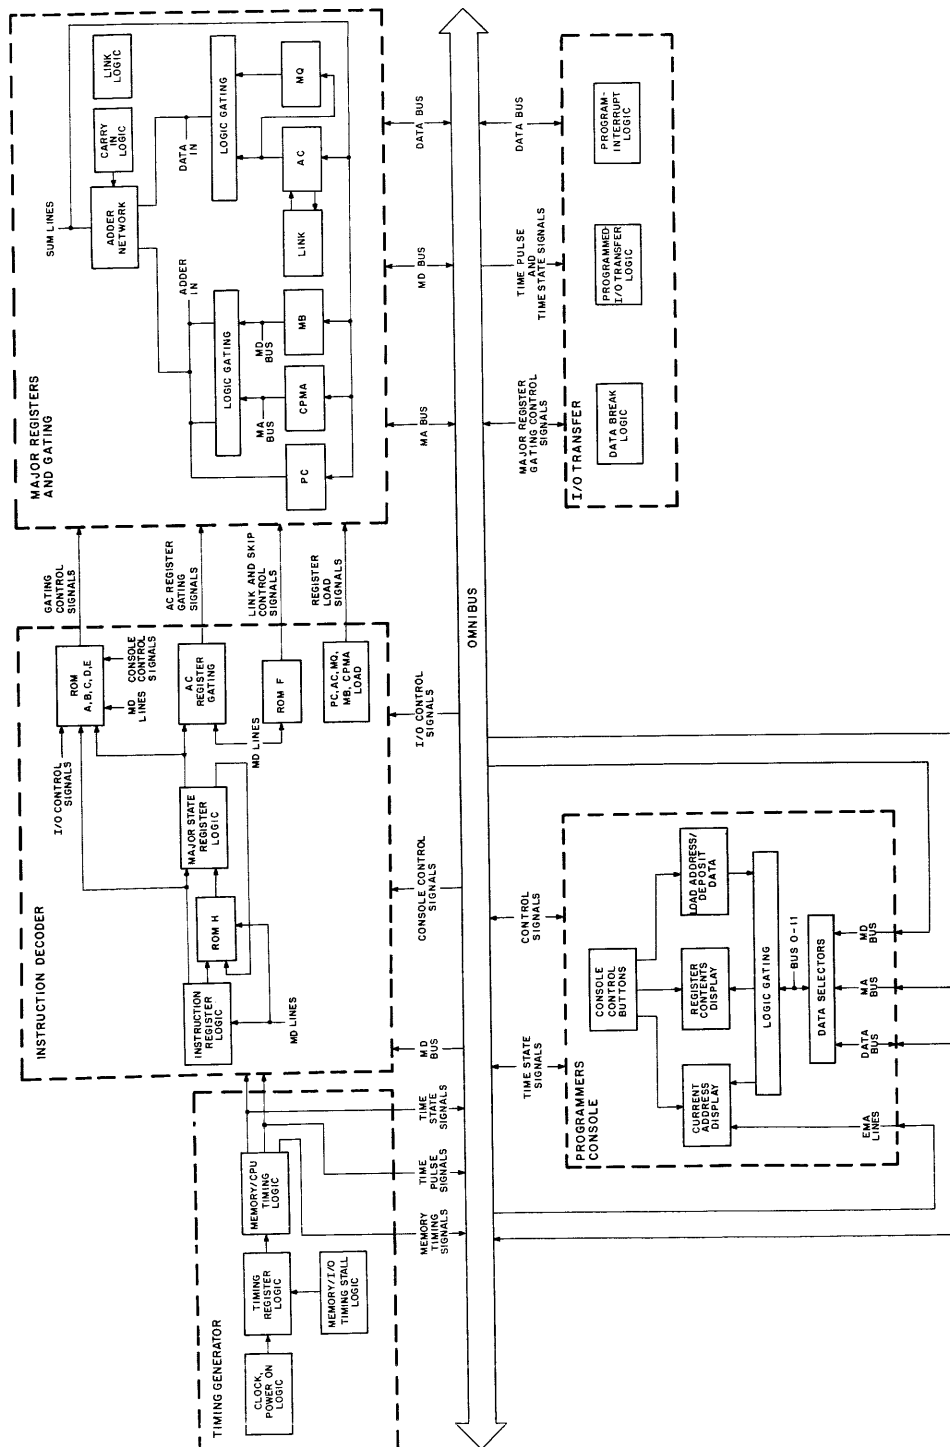 TIMING GENERATOR
CLOCK,
POWER ON
LOGIC
TIMING
REGISTER
LOGIC
MEMORY/I/O
TIMING STALL
LOGIC
MEMORY/CPU
TIMING
LOGIC
MEMORY
TIMING
SIGNALS
TIME
PULSE
SIGNALS
TIME
STATE
SIGNALS
INSTRUCTION DECODER
INSTRUCTION
REGISTER
LOGIC
ROM H
MAJOR STATE
REGISTER
LOGIC
MD LINES
MD LINES
I/O CONTROL
SIGNALS
ROM
A,B,C,D,E
MD LINES
CONSOLE
CONTROL
SIGNALS
AC
REGISTER
GATING
ROM F
PC,AC,MQ,
MB,CPMA
LOAD
MD
BUS
CONSOLE CONTROL
SIGNALS
I/O CONTROL
SIGNALS
GATING
CONTROL
SIGNALS
AC REGISTER
GATING
SIGNALS
LINK AND SKIP
CONTROL
SIGNALS
REGISTER
LOAD
SIGNALS
MAJOR REGISTERS
AND GATING
SUM LINES
ADDER
NETWORK
CARRY
IN
LOGIC
LINK
LOGIC
ADDER
IN
DATA
IN
LOGIC GATING
LOGIC GATING
MA
BUS
MD
BUS
PC
CPMA
MB
LINK
AC
MQ
MA BUS
MD BUS
DATA BUS
OMNIBUS
TIME STATE
SIGNALS
CONTROL
SIGNALS
MAJOR REGISTER
GATING CONTROL
SIGNALS
TIME PULSE
AND
TIME STATE SIGNALS
DATA BUS
PROGRAMMERS
CONSOLE
CONSOLE
CONTROL
BUTTONS
CURRENT
ADDRESS
DISPLAY
REGISTER
CONTENTS
DISPLAY
LOAD ADDRESS/
DEPOSIT
DATA
LOGIC GATING
BUS 0-11
DATA SELECTORS
EMA
LINES
DATA
BUS
MA
BUS
MD
BUS
I/O TRANSFER
DATA BREAK
LOGIC
PROGRAMMED
I/O TRANSFER
LOGIC
PROGRAM-
INTERRUPT
LOGIC